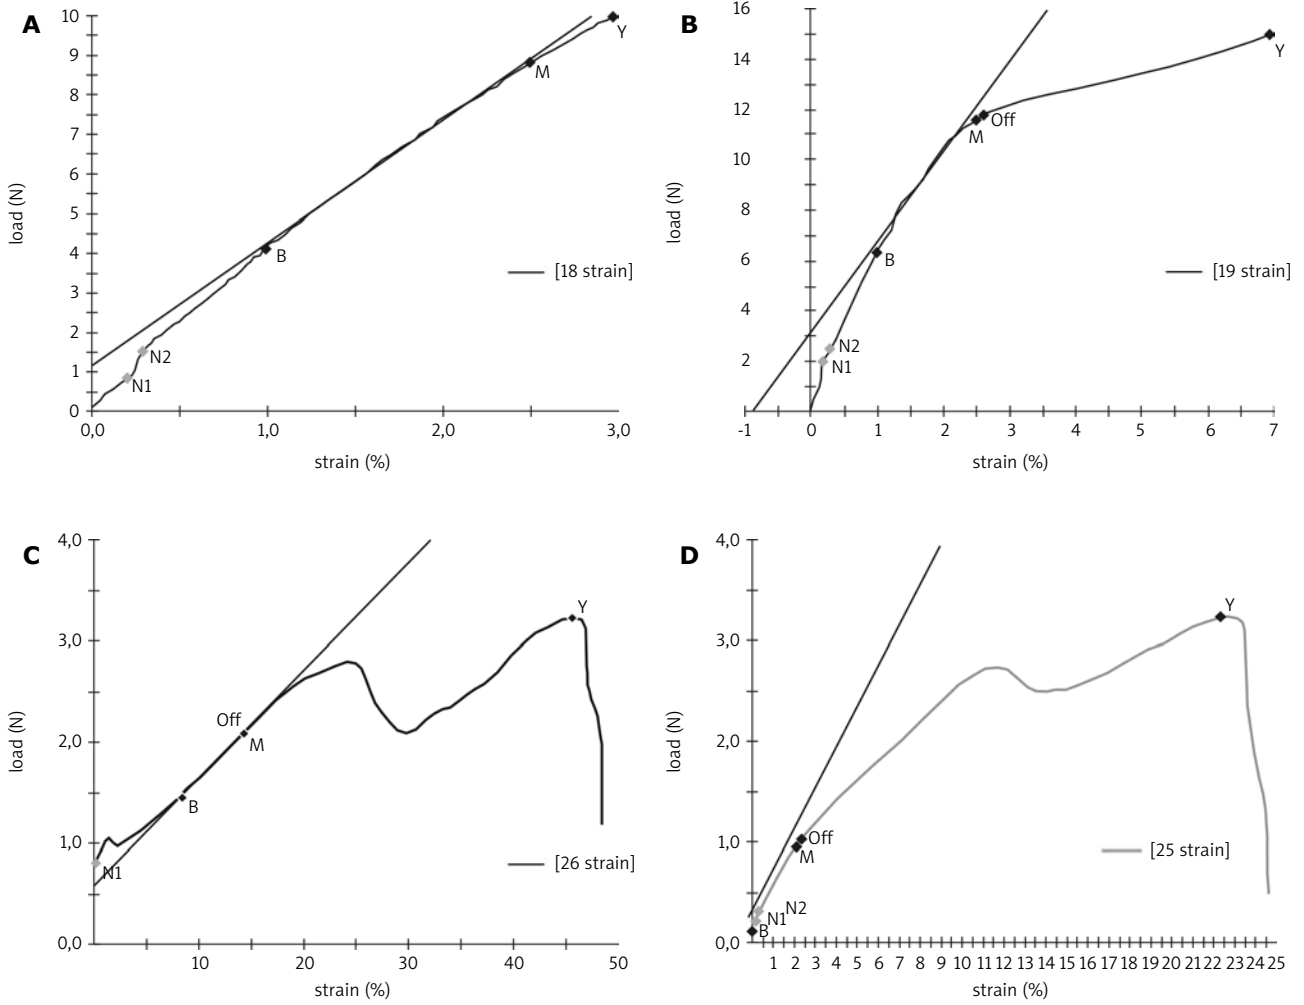 A
10
9
8
7
6
5
4
3
2
1
0
load (N)
Y
M
B
N2
N1
[18 strain]
0,0 1,0 2,0 3,0
strain (%)
B
16
14
12
10
8
6
4
2
load (N)
Y
Off
M
B
N2
N1
[19 strain]
-1 0 1 2 3 4 5 6 7
strain (%)
C
4,0
3,0
2,0
1,0
0,0
load (N)
Y
Off
M
B
N1
[26 strain]
10 20 30 40 50
strain (%)
D
4,0
3,0
2,0
1,0
0,0
load (N)
Y
Off
M
N2
N1
B
[25 strain]
1 2 3 4 5 6 7 8 9 10 11 12 13 14 15 16 17 18 19 20 21 22 23 24 25
strain (%)